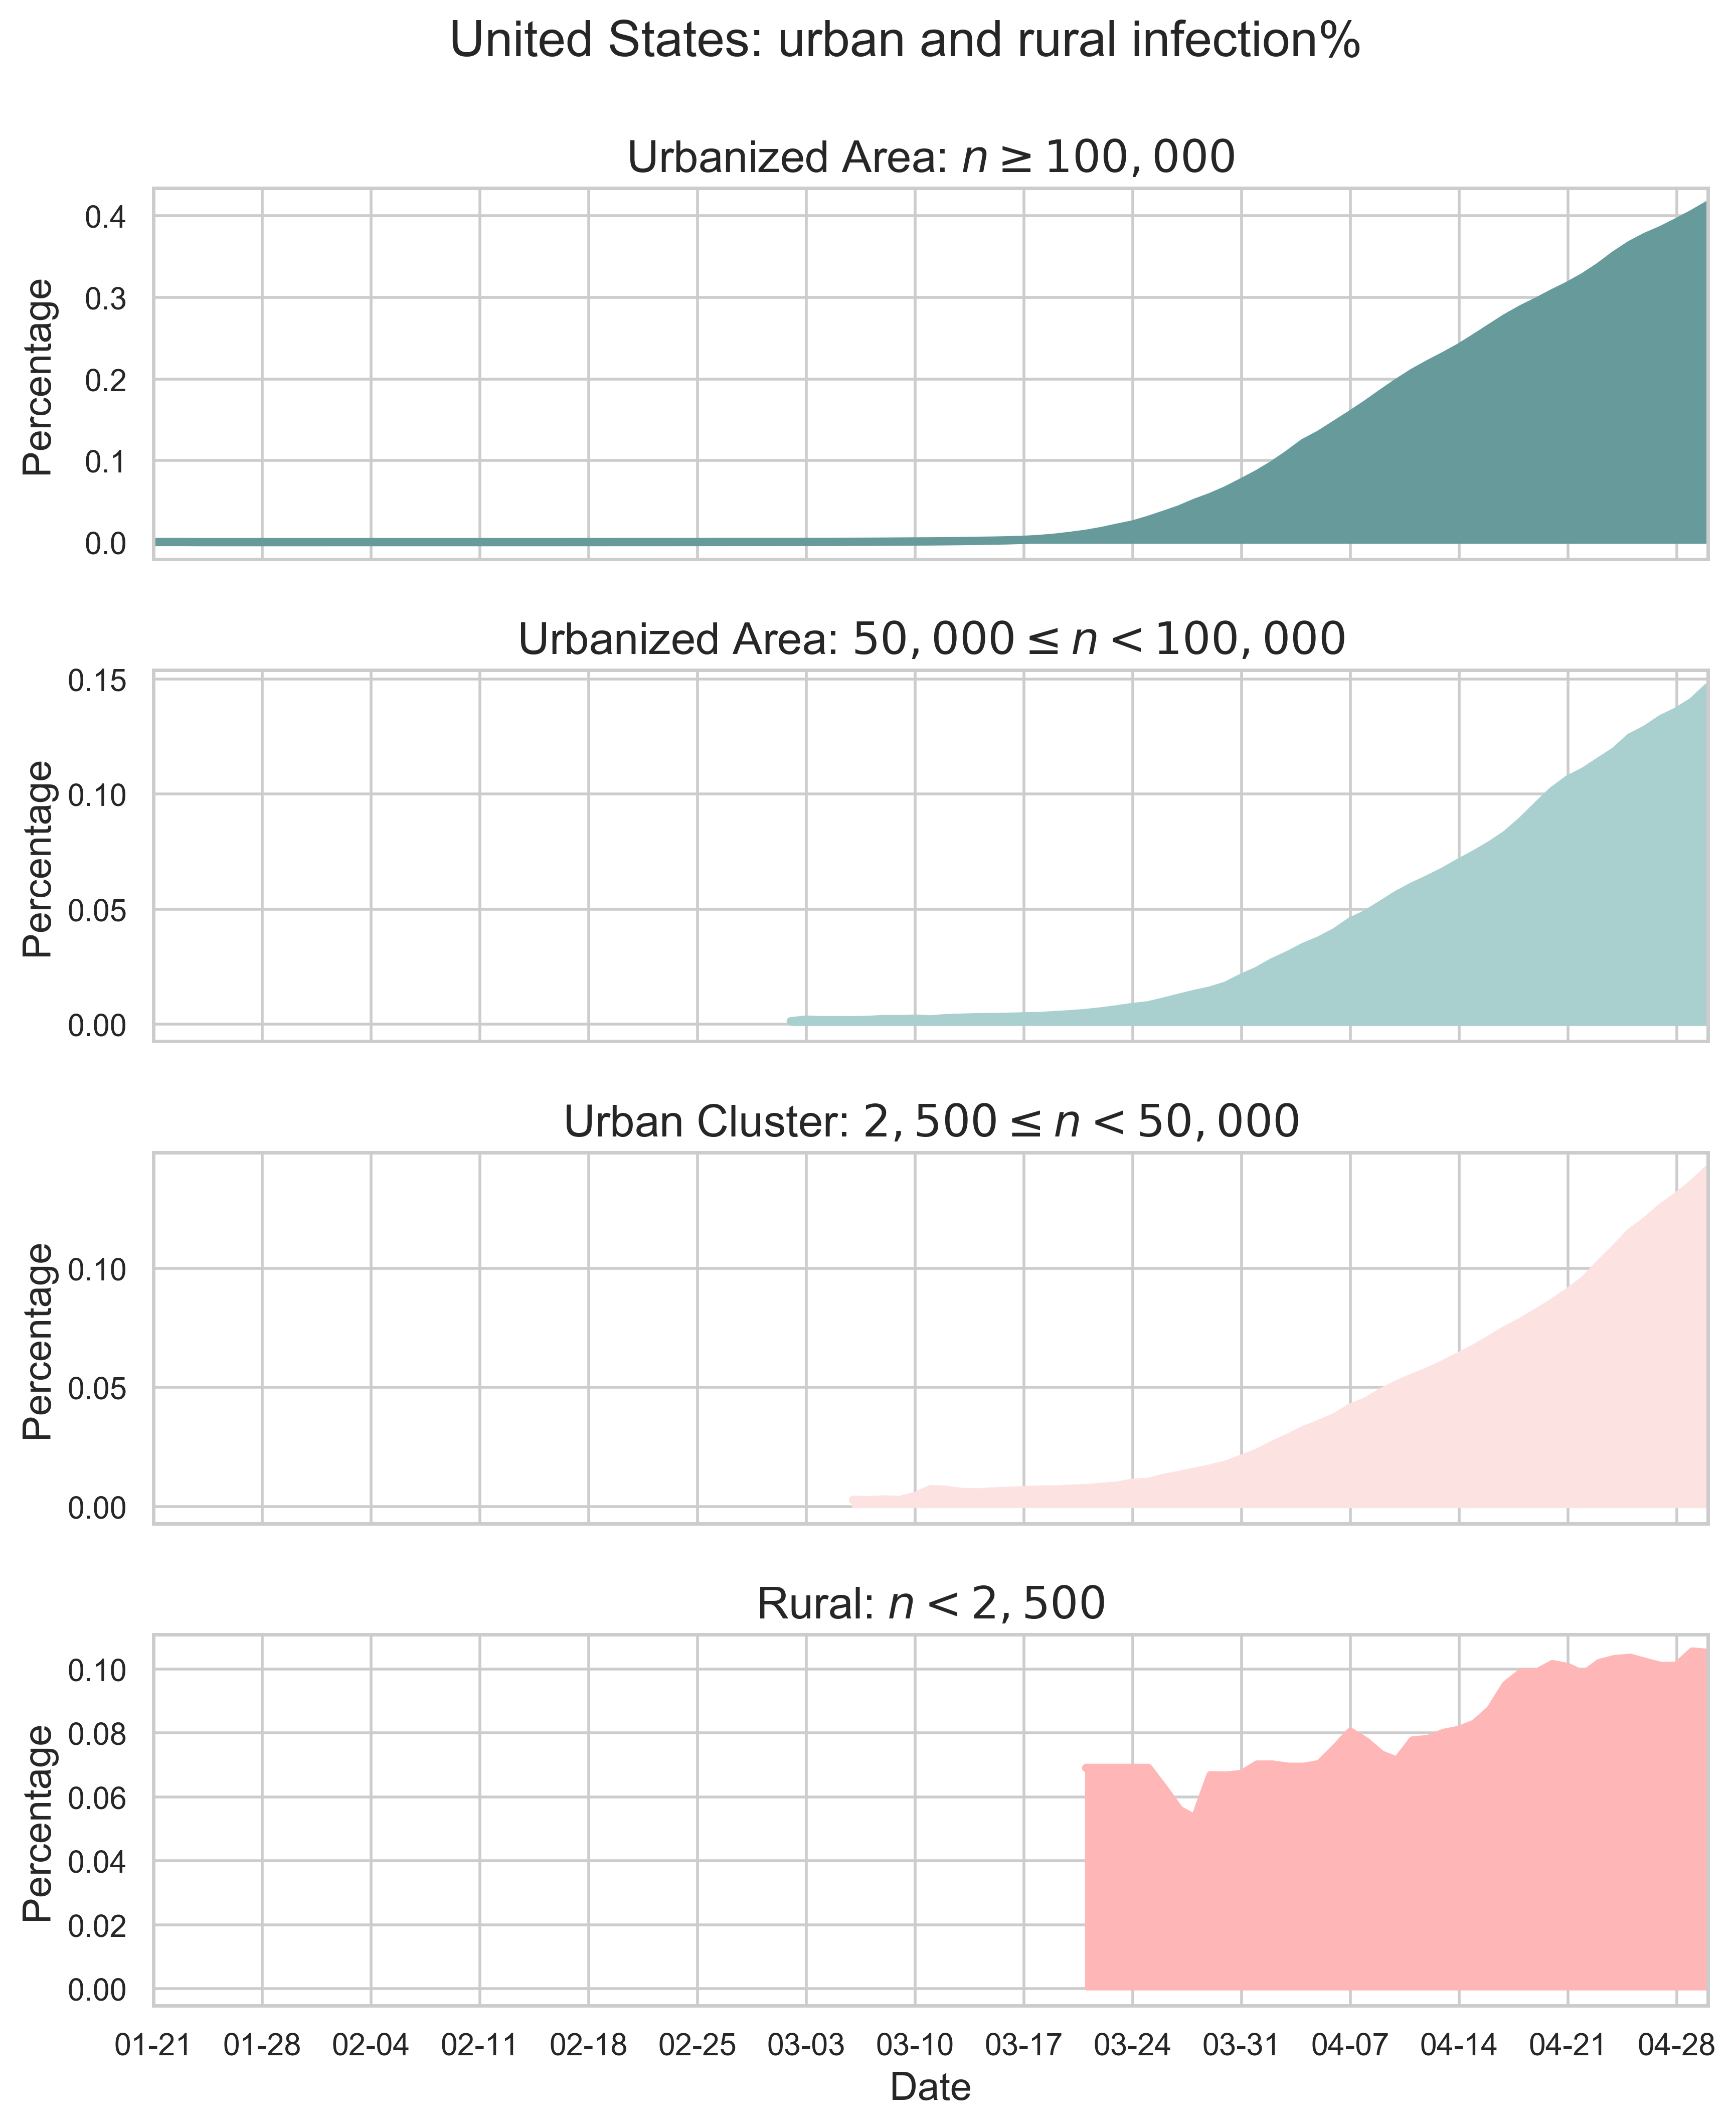 United States: urban and rural infection%
Urbanized Area: n ≥ 100,000
Percentage
0.4
0.3
0.2
0.1
0.0
Urbanized Area: 50,000 ≤ n < 100,000
Percentage
0.15
0.10
0.05
0.00
Urban Cluster: 2,500 ≤ n < 50,000
Percentage
0.10
0.05
0.00
Rural: n < 2,500
Percentage
0.10
0.08
0.06
0.04
0.02
0.00
01-21 01-28 02-04 02-11 02-18 02-25 03-03 03-10 03-17 03-24 03-31 04-07 04-14 04-21 04-28
Date